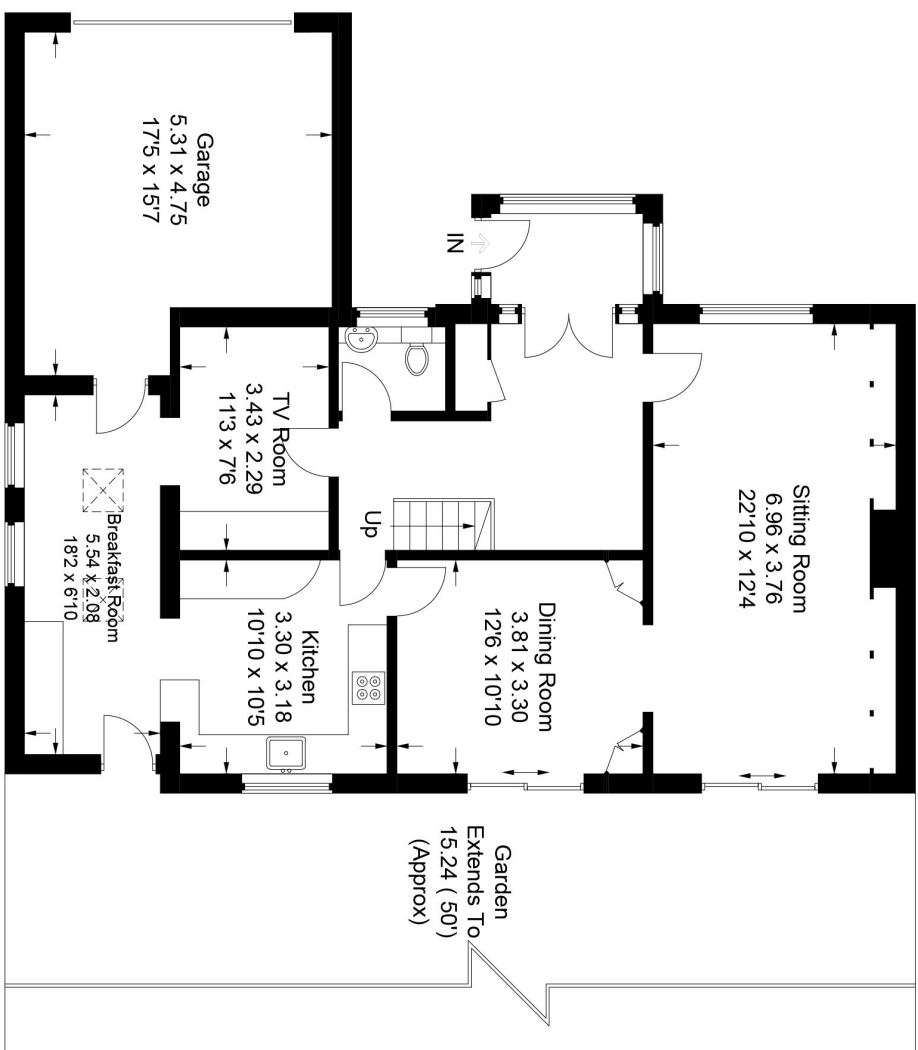 Garden
Extends To
15.24 ( 50')
(Approx)
Sitting Room
6.96 x 3.76
22'10 x 12'4
Dining Room
3.81 x 3.30
12'6 x 10'10
Kitchen
3.30 x 3.18
10'10 x 10'5
Breakfast Room
5.54 x 2.08
18'2 x 6'10
Up
TV Room
3.43 x 2.29
11'3 x 7'6
IN
Garage
5.31 x 4.75
17'5 x 15'7